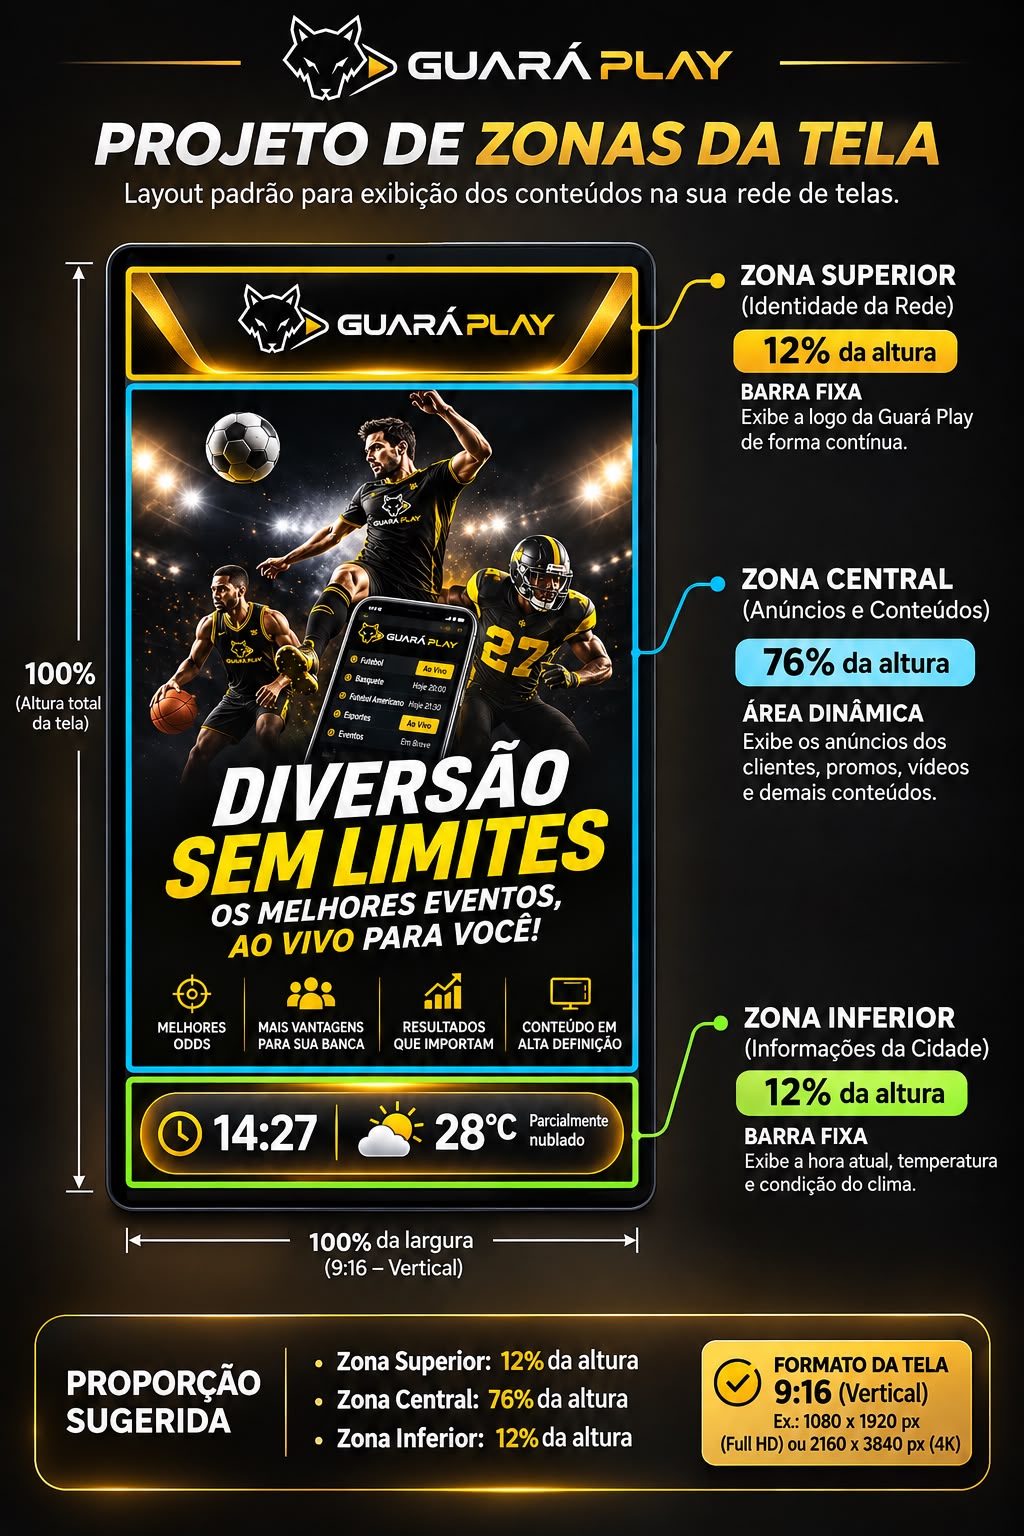 GUARÁ PLAY
PROJETO DE ZONAS DA TELA
Layout padrão para exibição dos conteúdos na sua rede de telas.
GUARÁ PLAY
ZONA SUPERIOR
(Identidade da Rede)
12% da altura
BARRA FIXA
Exibe a logo da Guará Play
de forma contínua.
GUARÁ PLAY
GUARÁ PLAY
27
GUARÁ PLAY
Futebol Ao Vivo
Basquete Hoje 20:00
Futebol Americano Hoje 21:30
Esportes Ao Vivo
Eventos Em Breve
ZONA CENTRAL
(Anúncios e Conteúdos)
76% da altura
ÁREA DINÂMICA
Exibe os anúncios dos
clientes, promos, vídeos
e demais conteúdos.
100%
(Altura total
da tela)
DIVERSÃO
SEM LIMITES
OS MELHORES EVENTOS,
AO VIVO PARA VOCÊ!
MELHORES
ODDS
MAIS VANTAGENS
PARA SUA BANCA
RESULTADOS
QUE IMPORTAM
CONTEÚDO EM
ALTA DEFINIÇÃO
ZONA INFERIOR
(Informações da Cidade)
12% da altura
BARRA FIXA
Exibe a hora atual, temperatura
e condição do clima.
14:27
28°C
Parcialmente
nublado
100% da largura
(9:16 – Vertical)
PROPORÇÃO
SUGERIDA
• Zona Superior: 12% da altura
• Zona Central: 76% da altura
• Zona Inferior: 12% da altura
FORMATO DA TELA
9:16 (Vertical)
Ex.: 1080 x 1920 px
(Full HD) ou 2160 x 3840 px (4K)